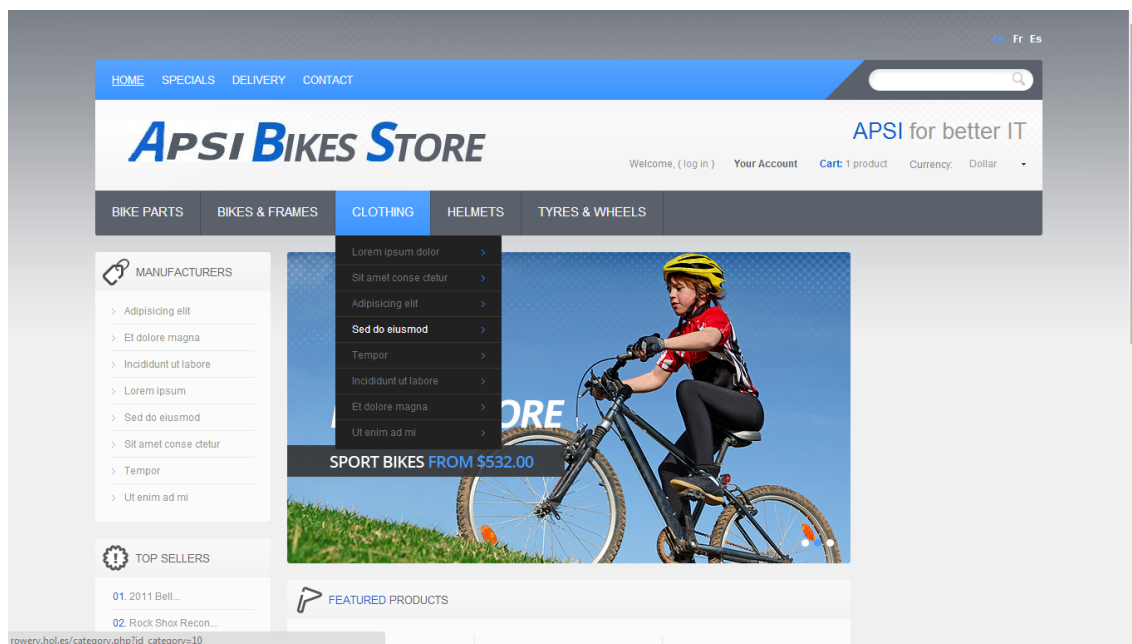 Fr Es
HOME SPECIALS DELIVERY CONTACT
APSI BIKES STORE
APSI for better IT
Welcome, ( log in ) Your Account Cart: 1 product Currency: Dollar
BIKE PARTS BIKES & FRAMES CLOTHING HELMETS TYRES & WHEELS
Lorem ipsum dolor
Sit amet conse ctetur
Adipisicing elit
Sed do eiusmod
Tempor
Incididunt ut labore
Et dolore magna
Ut enim ad mi
MANUFACTURERS
Adipisicing elit
Et dolore magna
Incididunt ut labore
Lorem ipsum
Sed do eiusmod
Sit amet conse ctetur
Tempor
Ut enim ad mi
ORE
SPORT BIKES FROM $532.00
TOP SELLERS
01. 2011 Bell...
02. Rock Shox Recon...
FEATURED PRODUCTS
rowery.hol.es/category.php?id_category=10